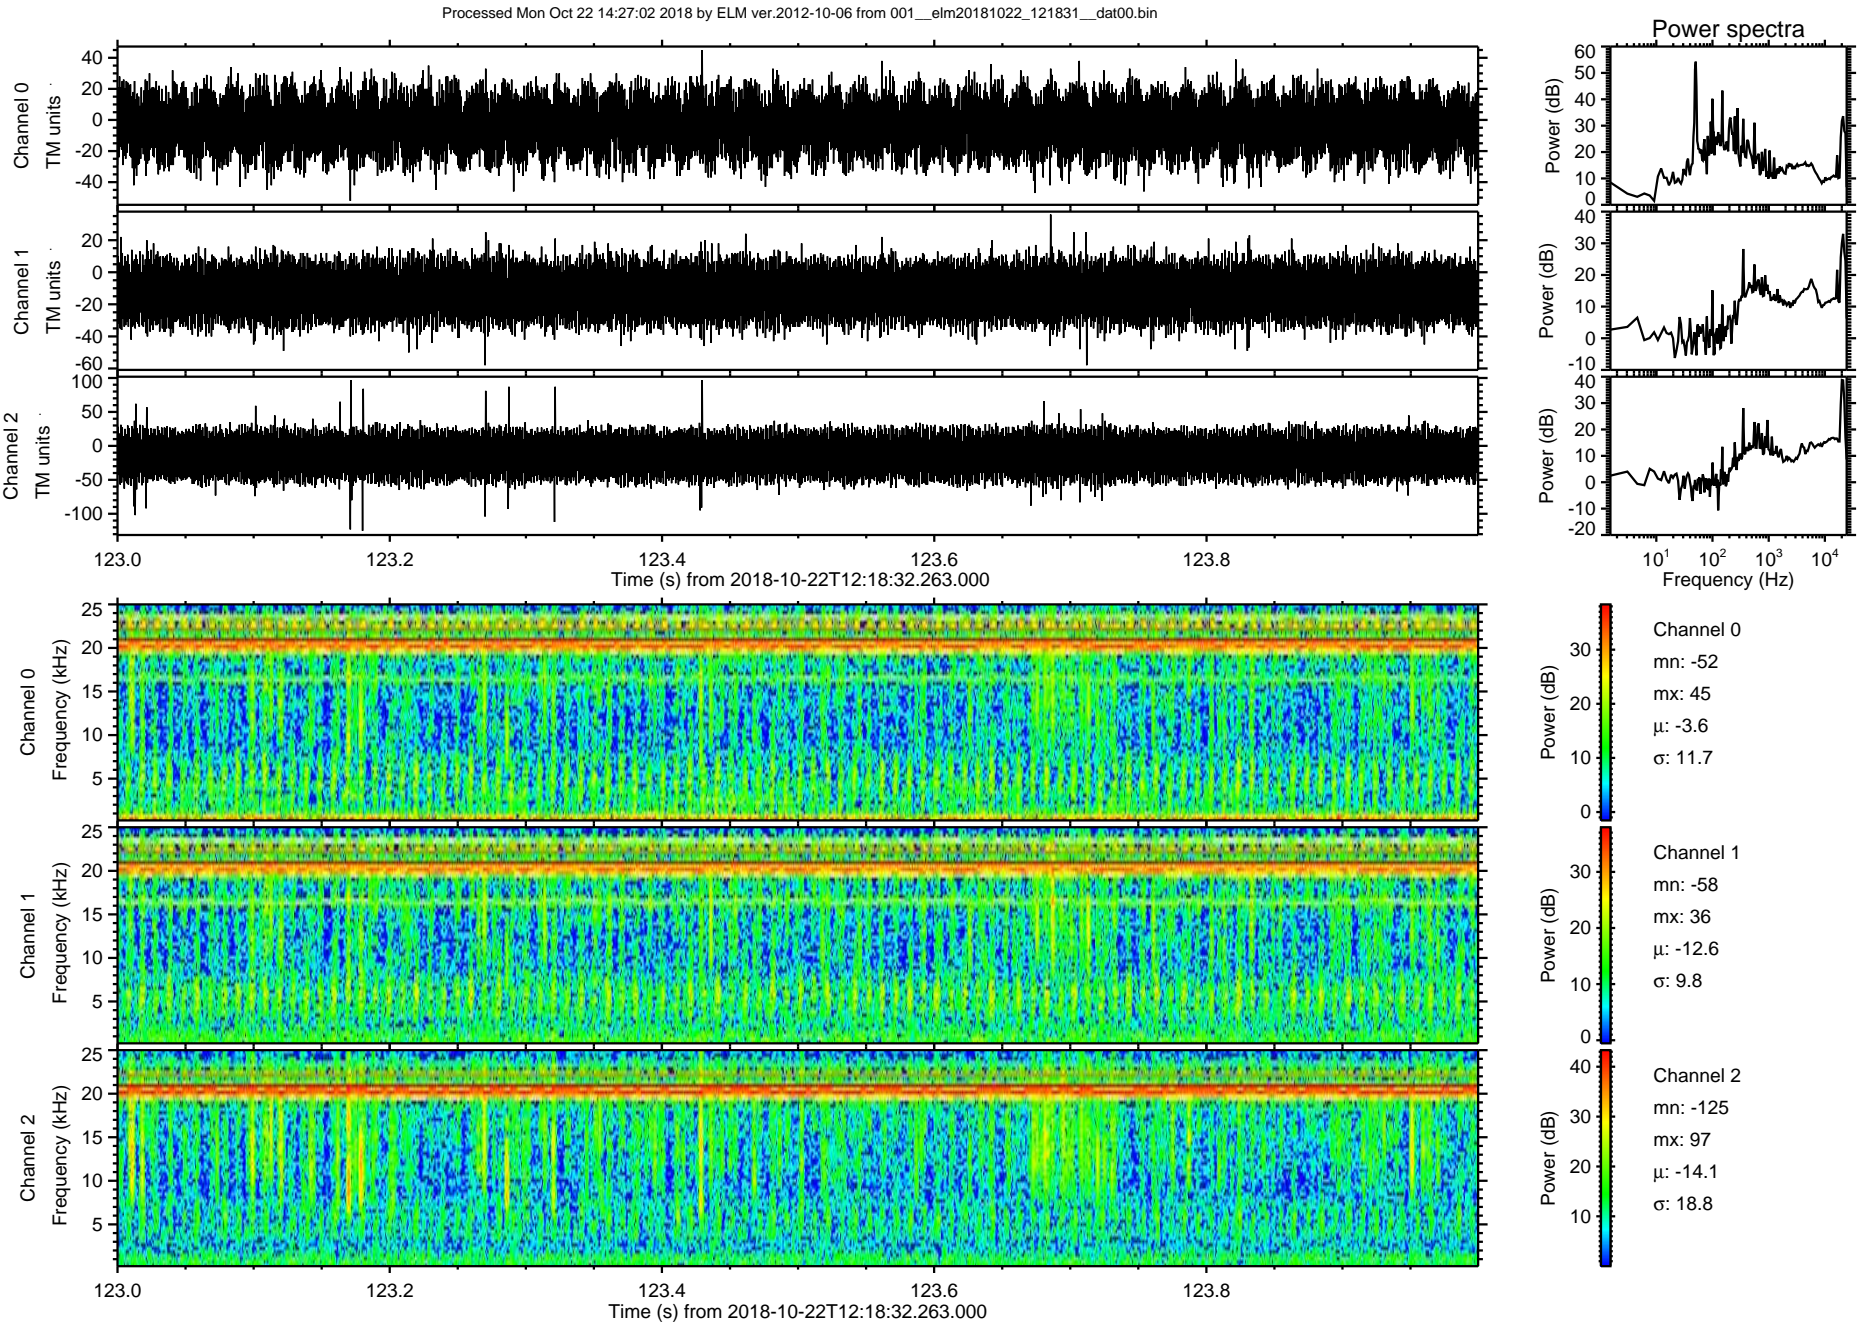 Processed Mon Oct 22 14:27:02 2018 by ELM ver.2012-10-06 from 001__elm20181022_121831__dat00.bin
Power spectra
Channel 0
TM units
40
20
0
-20
-40
Power (dB)
60
50
40
30
20
10
0
Channel 1
TM units
20
0
-20
-40
-60
Power (dB)
40
30
20
10
0
-10
Channel 2
TM units
100
50
0
-50
-100
Power (dB)
40
30
20
10
0
-10
-20
123.0 123.2 123.4 123.6 123.8
Time (s) from 2018-10-22T12:18:32.263.000
10^1 10^2 10^3 10^4
Frequency (Hz)
Channel 0
Frequency (kHz)
25
20
15
10
5
Power (dB)
30
20
10
0
Channel 0
mn: -52
mx: 45
µ: -3.6
σ: 11.7
Channel 1
Frequency (kHz)
25
20
15
10
5
Power (dB)
30
20
10
0
Channel 1
mn: -58
mx: 36
µ: -12.6
σ: 9.8
Channel 2
Frequency (kHz)
25
20
15
10
5
Power (dB)
40
30
20
10
Channel 2
mn: -125
mx: 97
µ: -14.1
σ: 18.8
123.0 123.2 123.4 123.6 123.8
Time (s) from 2018-10-22T12:18:32.263.000